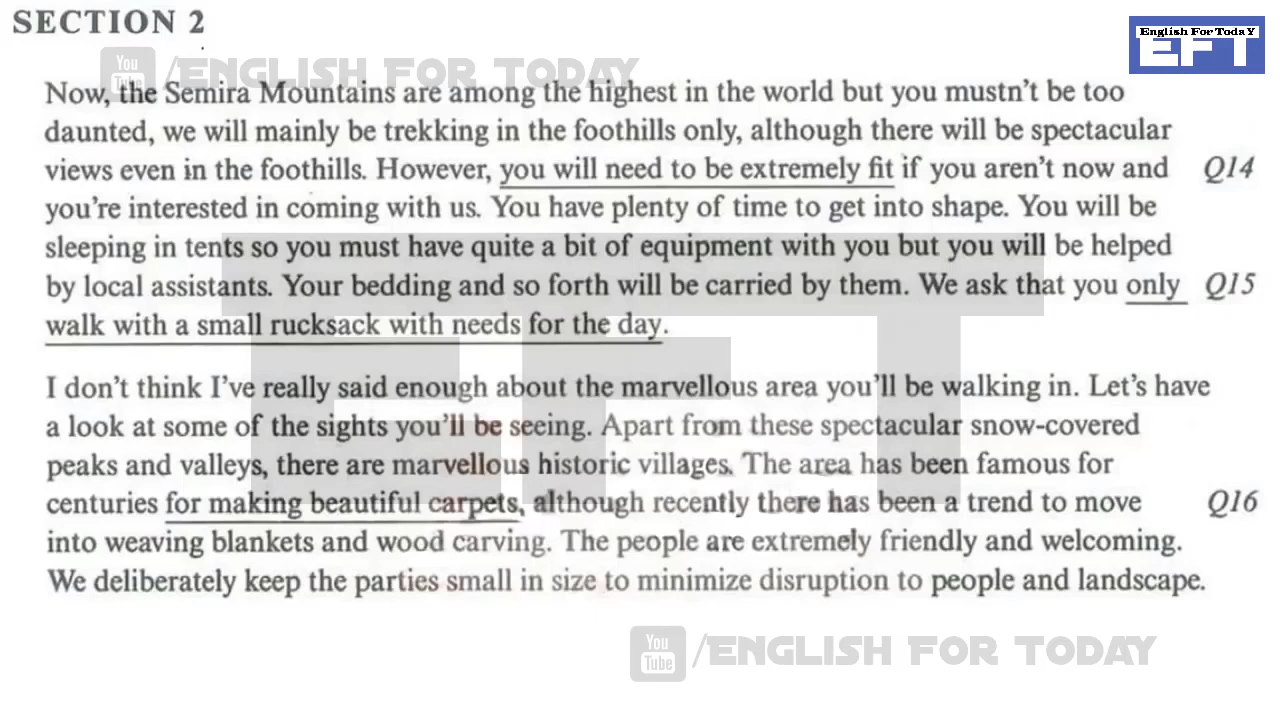 SECTION 2
English For TodaY
EFT
You Tube /ENGLISH FOR TODAY
Now, the Semira Mountains are among the highest in the world but you mustn't be too
daunted, we will mainly be trekking in the foothills only, although there will be spectacular
views even in the foothills. However, you will need to be extremely fit if you aren't now and Q14
you're interested in coming with us. You have plenty of time to get into shape. You will be
sleeping in tents so you must have quite a bit of equipment with you but you will be helped
by local assistants. Your bedding and so forth will be carried by them. We ask that you only Q15
walk with a small rucksack with needs for the day.
I don't think I've really said enough about the marvellous area you'll be walking in. Let's have
a look at some of the sights you'll be seeing. Apart from these spectacular snow-covered
peaks and valleys, there are marvellous historic villages. The area has been famous for
centuries for making beautiful carpets, although recently there has been a trend to move Q16
into weaving blankets and wood carving. The people are extremely friendly and welcoming.
We deliberately keep the parties small in size to minimize disruption to people and landscape.
EFT
You Tube /ENGLISH FOR TODAY